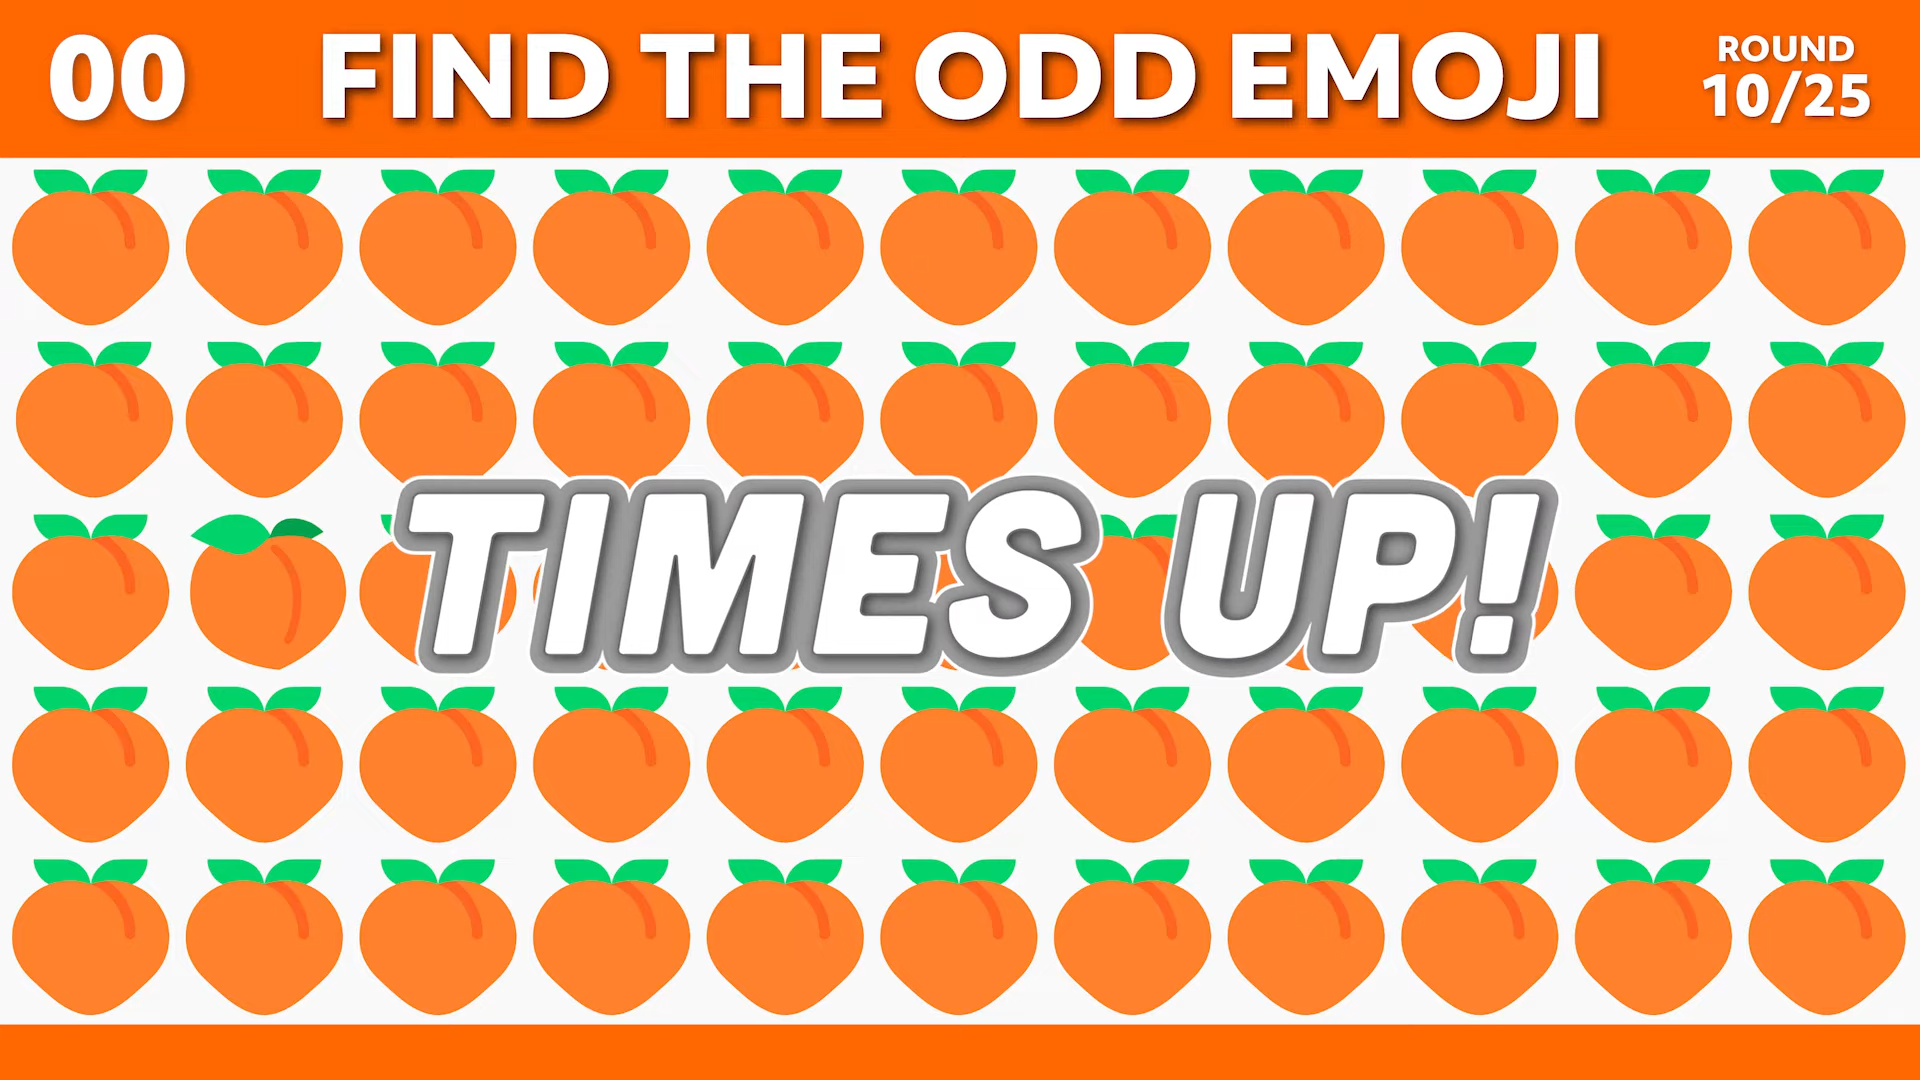 00
FIND THE ODD EMOJI
ROUND
10/25
TIMES UP!